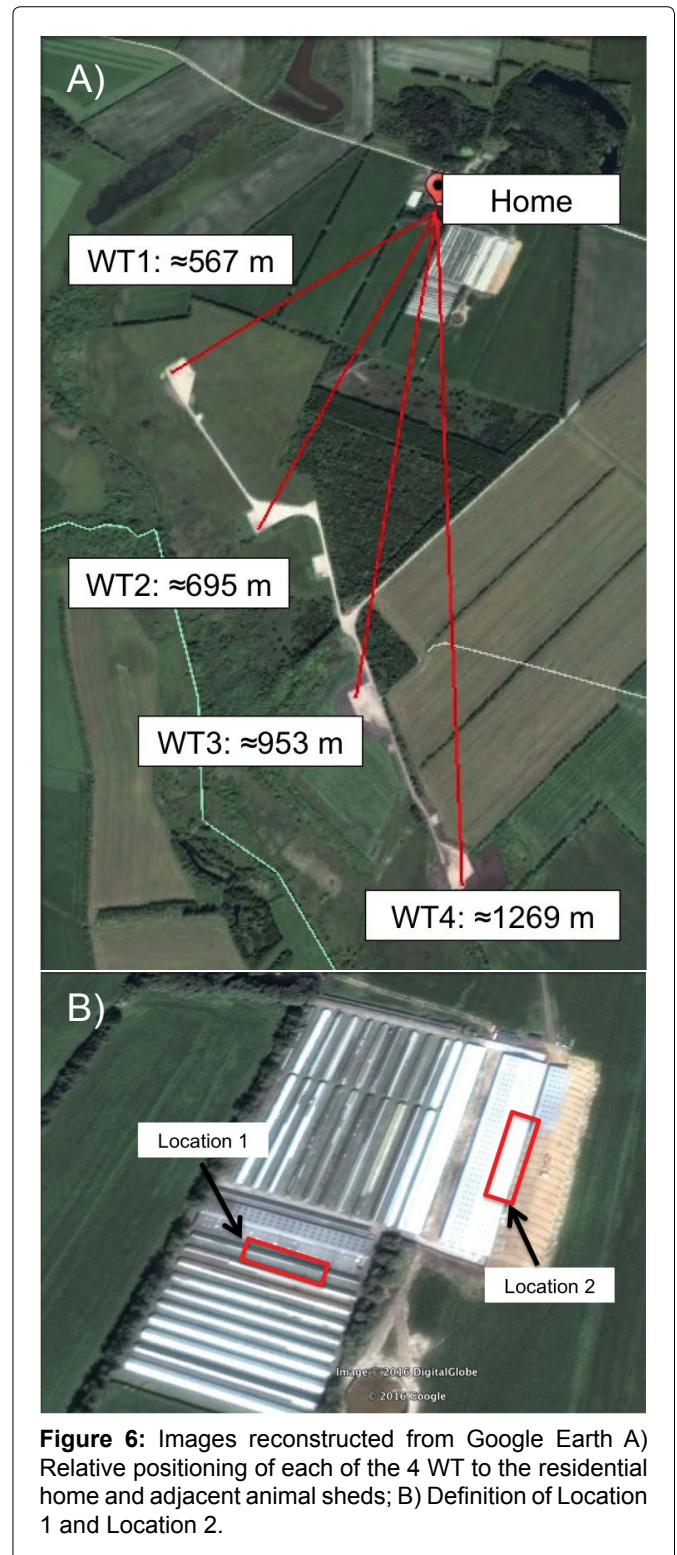 A)
Home
WT1: ≈567 m
WT2: ≈695 m
WT3: ≈953 m
WT4: ≈1269 m
B)
Location 1
Location 2
Image © 2016 DigitalGlobe
© 2016 Google
Figure 6: Images reconstructed from Google Earth A)
Relative positioning of each of the 4 WT to the residential
home and adjacent animal sheds; B) Definition of Location
1 and Location 2.